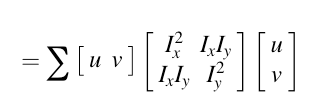 = ∑ [ u v ] [ I_x^2 I_xI_y ] [ u ]
[ I_xI_y I_y^2 ] [ v ]